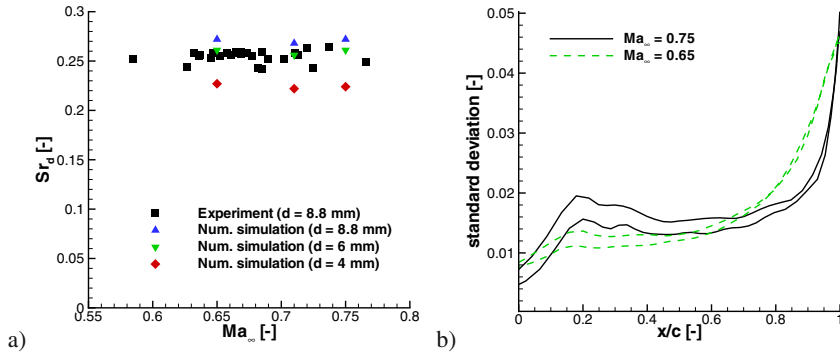 0.3
0.25
0.2
0.15
0.1
0.05
0
Sr_d [-]
Experiment (d = 8.8 mm)
Num. simulation (d = 8.8 mm)
Num. simulation (d = 6 mm)
Num. simulation (d = 4 mm)
0.55 0.6 0.65 0.7 0.75 0.8
Ma_∞ [-]
a)
0.05
0.04
0.03
0.02
0.01
standard deviation [-]
Ma_∞ = 0.75
Ma_∞ = 0.65
0 0.2 0.4 0.6 0.8 1
x/c [-]
b)